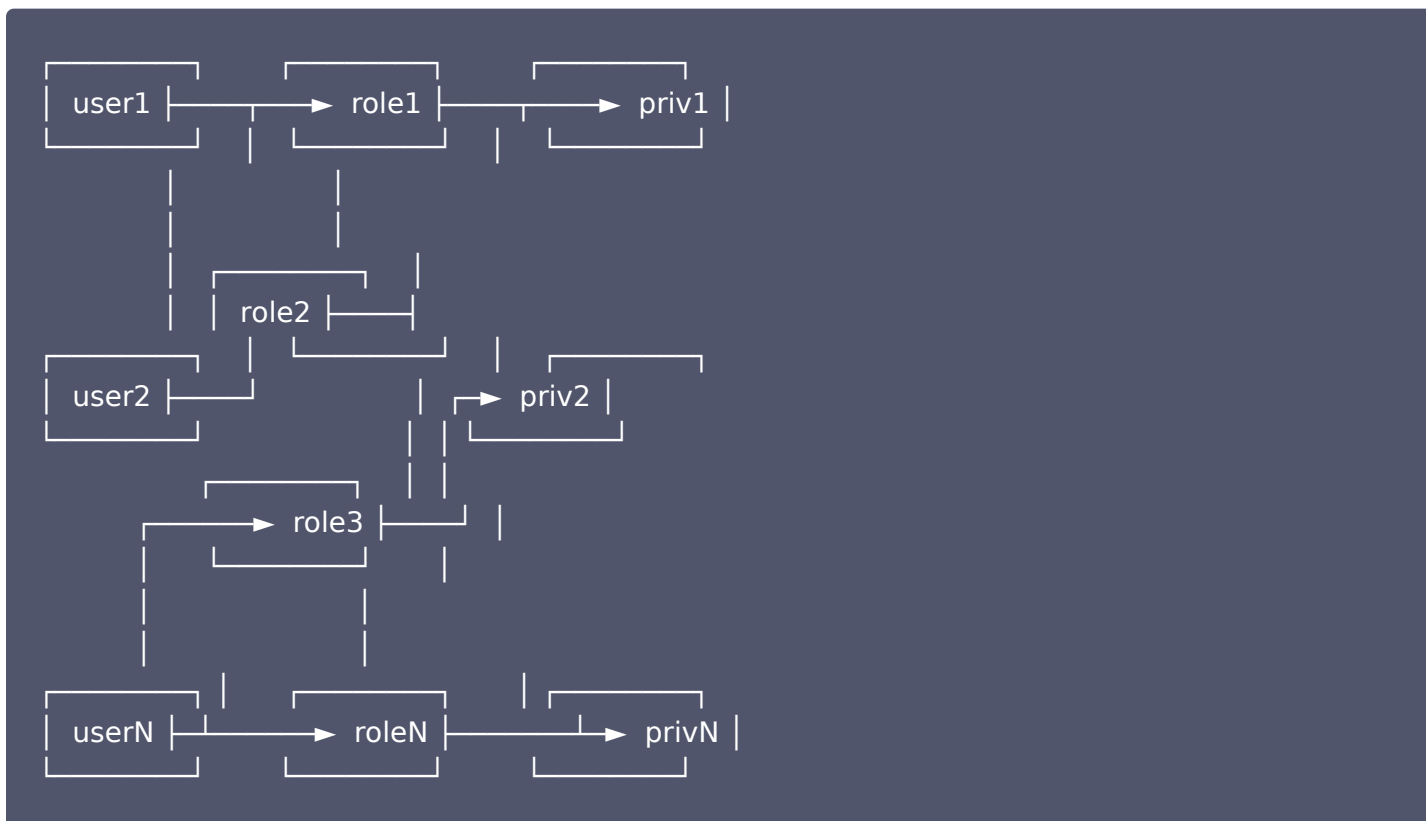 user1 role1 priv1
role2
user2 priv2
role3
userN roleN privN